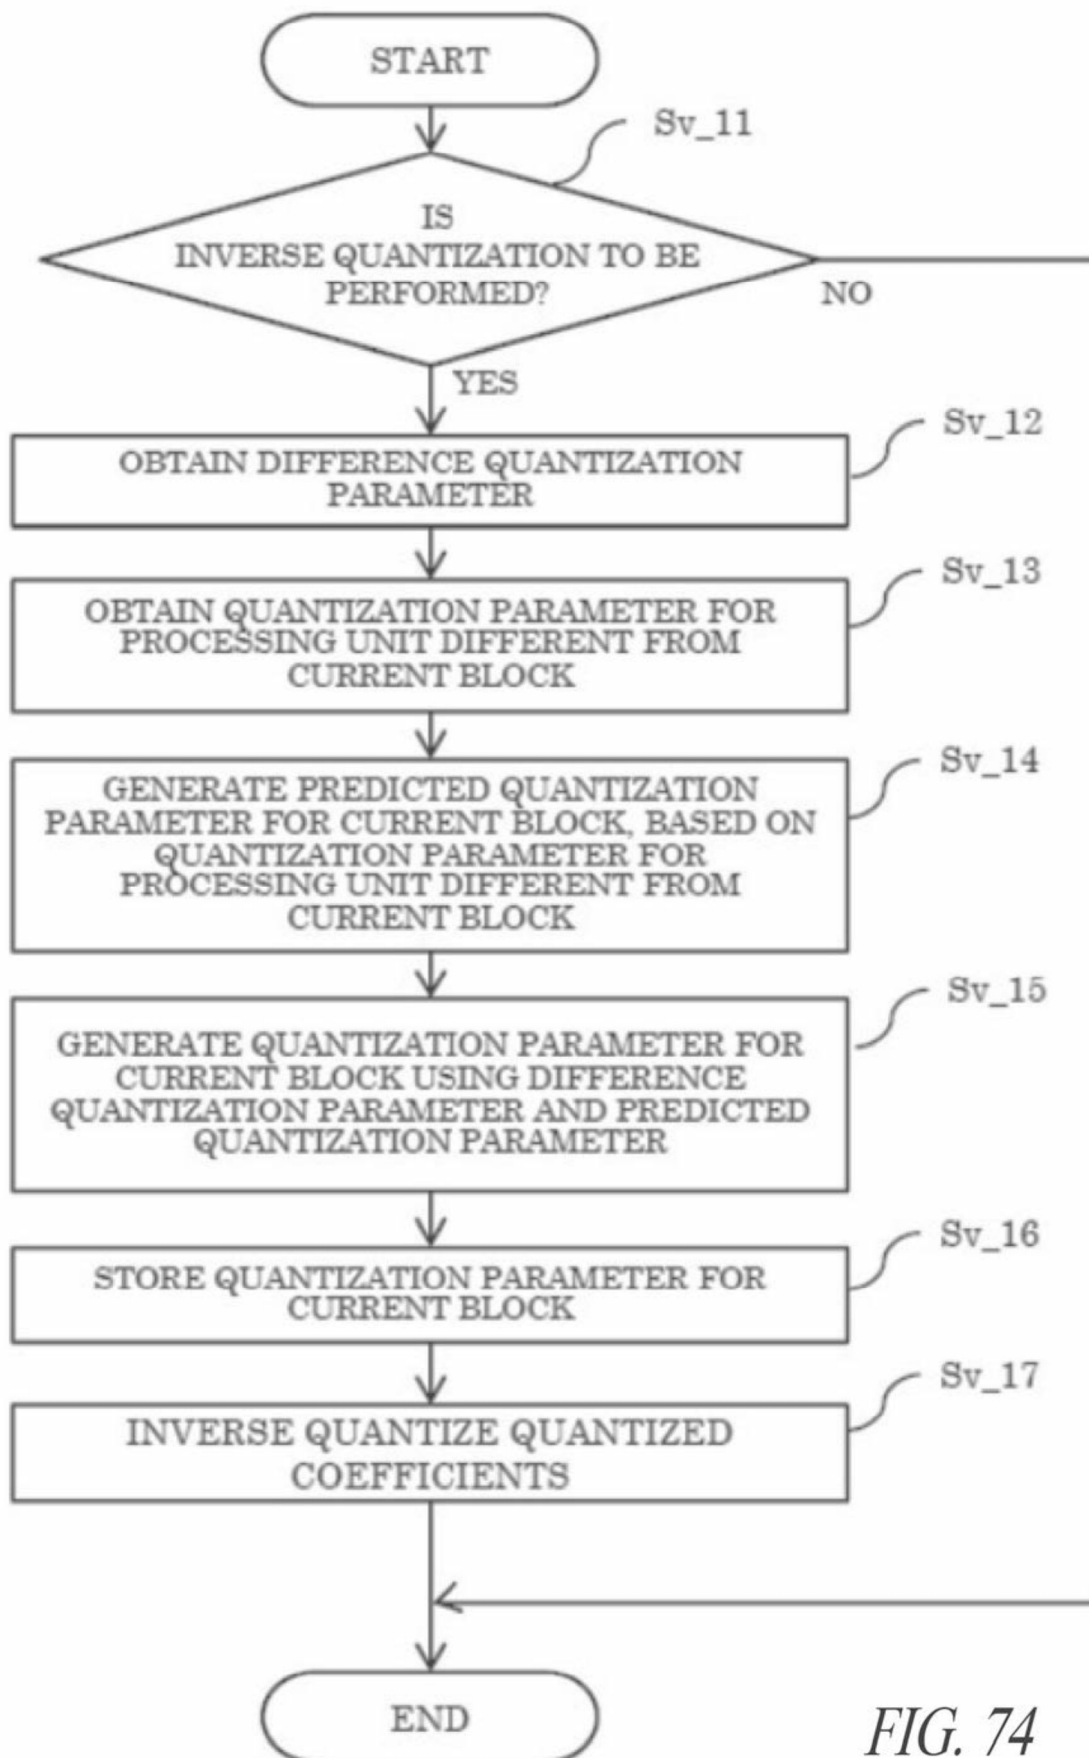 START
Sv_11
IS
INVERSE QUANTIZATION TO BE
PERFORMED?
NO
YES
Sv_12
OBTAIN DIFFERENCE QUANTIZATION
PARAMETER
Sv_13
OBTAIN QUANTIZATION PARAMETER FOR
PROCESSING UNIT DIFFERENT FROM
CURRENT BLOCK
Sv_14
GENERATE PREDICTED QUANTIZATION
PARAMETER FOR CURRENT BLOCK, BASED ON
QUANTIZATION PARAMETER FOR
PROCESSING UNIT DIFFERENT FROM
CURRENT BLOCK
Sv_15
GENERATE QUANTIZATION PARAMETER FOR
CURRENT BLOCK USING DIFFERENCE
QUANTIZATION PARAMETER AND PREDICTED
QUANTIZATION PARAMETER
Sv_16
STORE QUANTIZATION PARAMETER FOR
CURRENT BLOCK
Sv_17
INVERSE QUANTIZE QUANTIZED
COEFFICIENTS
END
FIG. 74